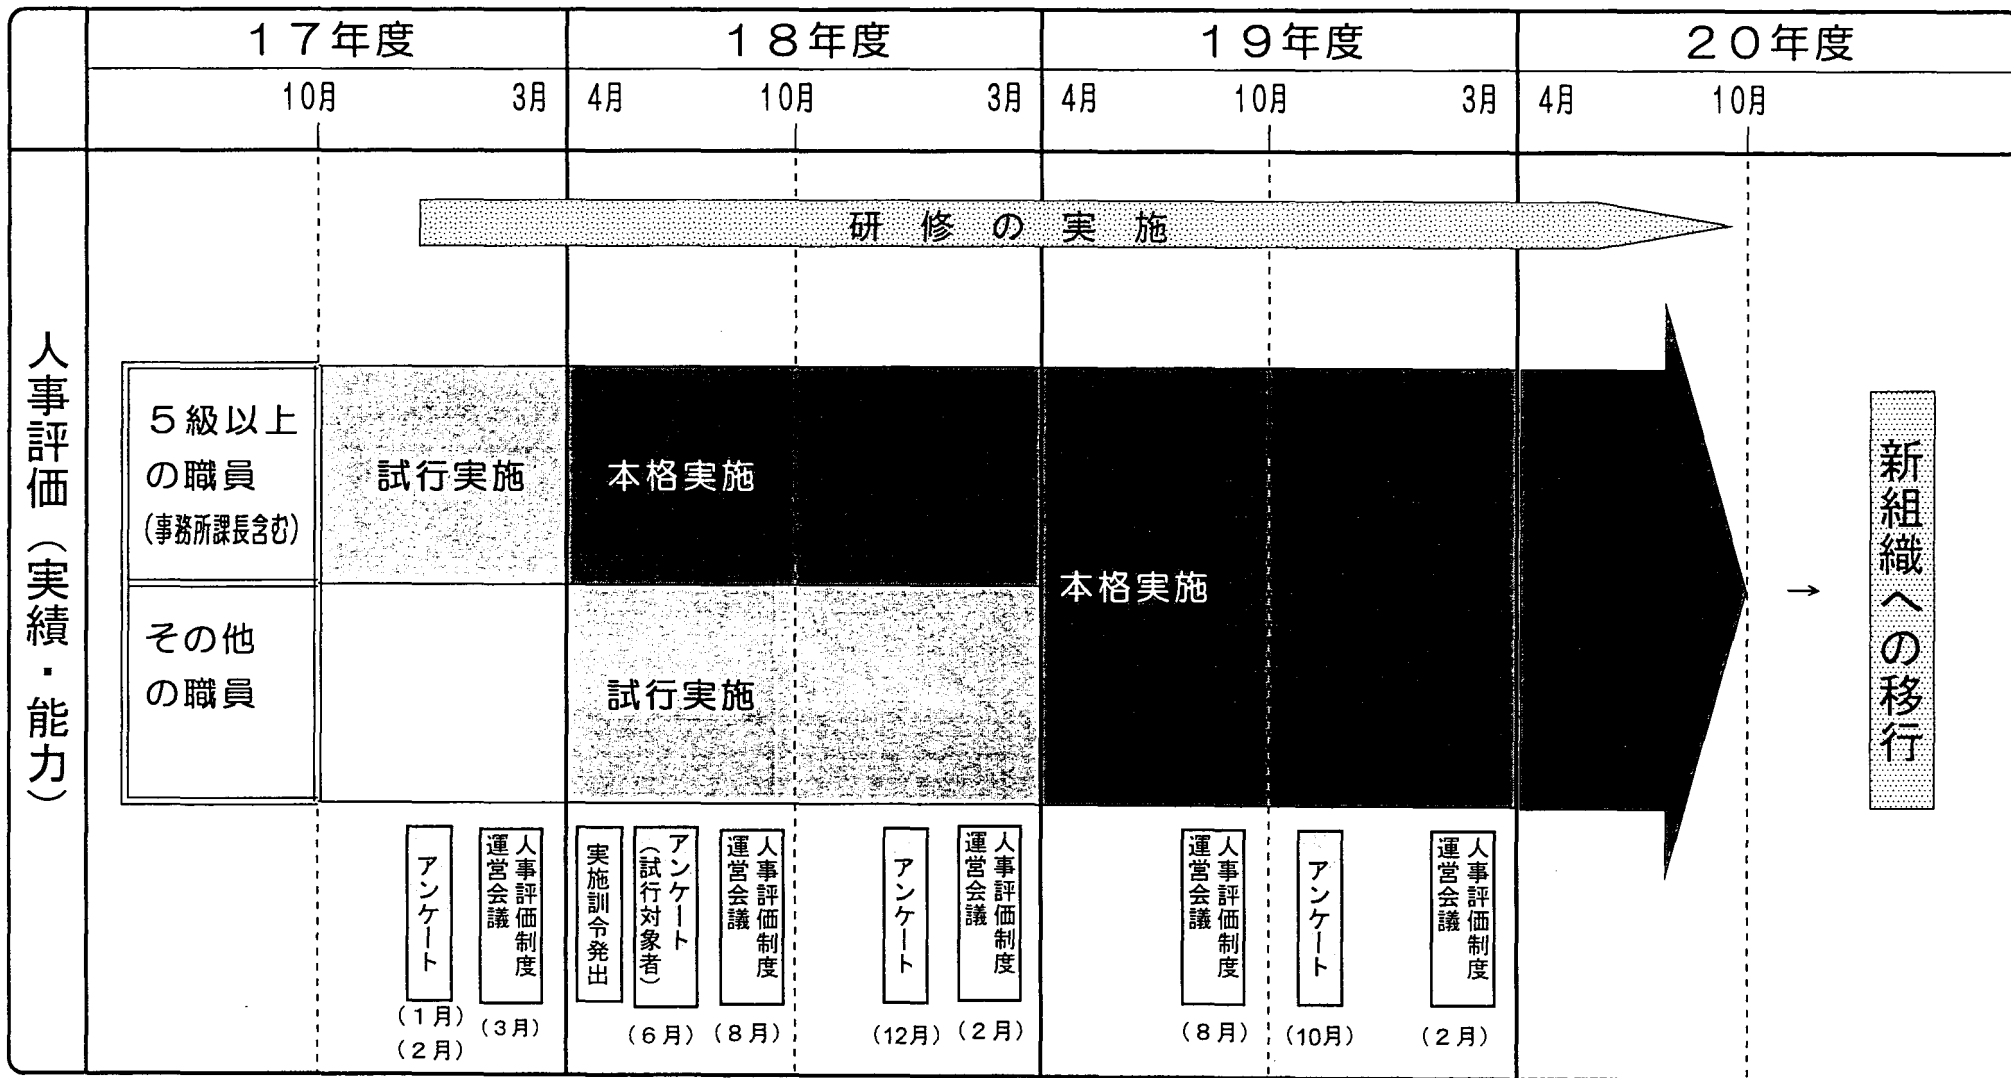 17年度
18年度
19年度
20年度
10月
3月
4月
10月
3月
4月
10月
3月
4月
10月
研修の実施
人事評価（実績・能力）
5級以上
の職員
(事務所課長含む)
試行実施
本格実施
その他
の職員
試行実施
本格実施
→
新組織への移行
アンケート
（1月）
（2月）
人事評価制度
運営会議
（3月）
実施訓令発出
アンケート
（試行対象者）
（6月）
人事評価制度
運営会議
（8月）
アンケート
（12月）
人事評価制度
運営会議
（2月）
人事評価制度
運営会議
（8月）
アンケート
（10月）
人事評価制度
運営会議
（2月）